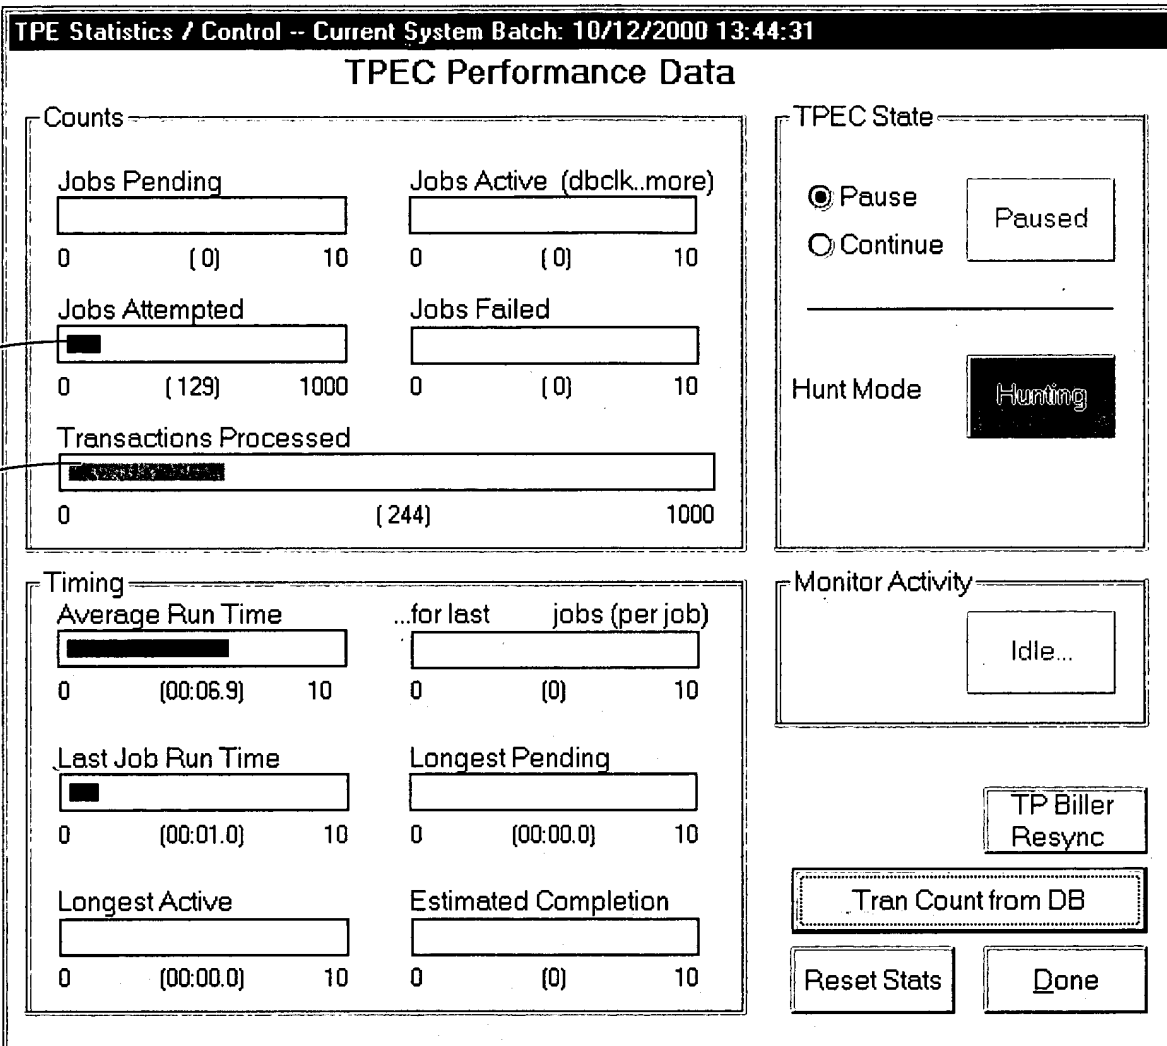 TPE Statistics / Control -- Current System Batch: 10/12/2000 13:44:31
TPEC Performance Data
Counts
Jobs Pending
0 ( 0) 10
Jobs Active (dbclk..more)
0 ( 0) 10
Jobs Attempted
0 ( 129) 1000
Jobs Failed
0 ( 0) 10
Transactions Processed
0 ( 244) 1000
TPEC State
Pause
Continue
Paused
Hunt Mode
Hunting
Timing
Average Run Time
0 (00:06.9) 10
...for last jobs (per job)
0 (0) 10
Last Job Run Time
0 (00:01.0) 10
Longest Pending
0 (00:00.0) 10
Longest Active
0 (00:00.0) 10
Estimated Completion
0 (0) 10
Monitor Activity
Idle...
TP Biller
Resync
Tran Count from DB
Reset Stats
Done